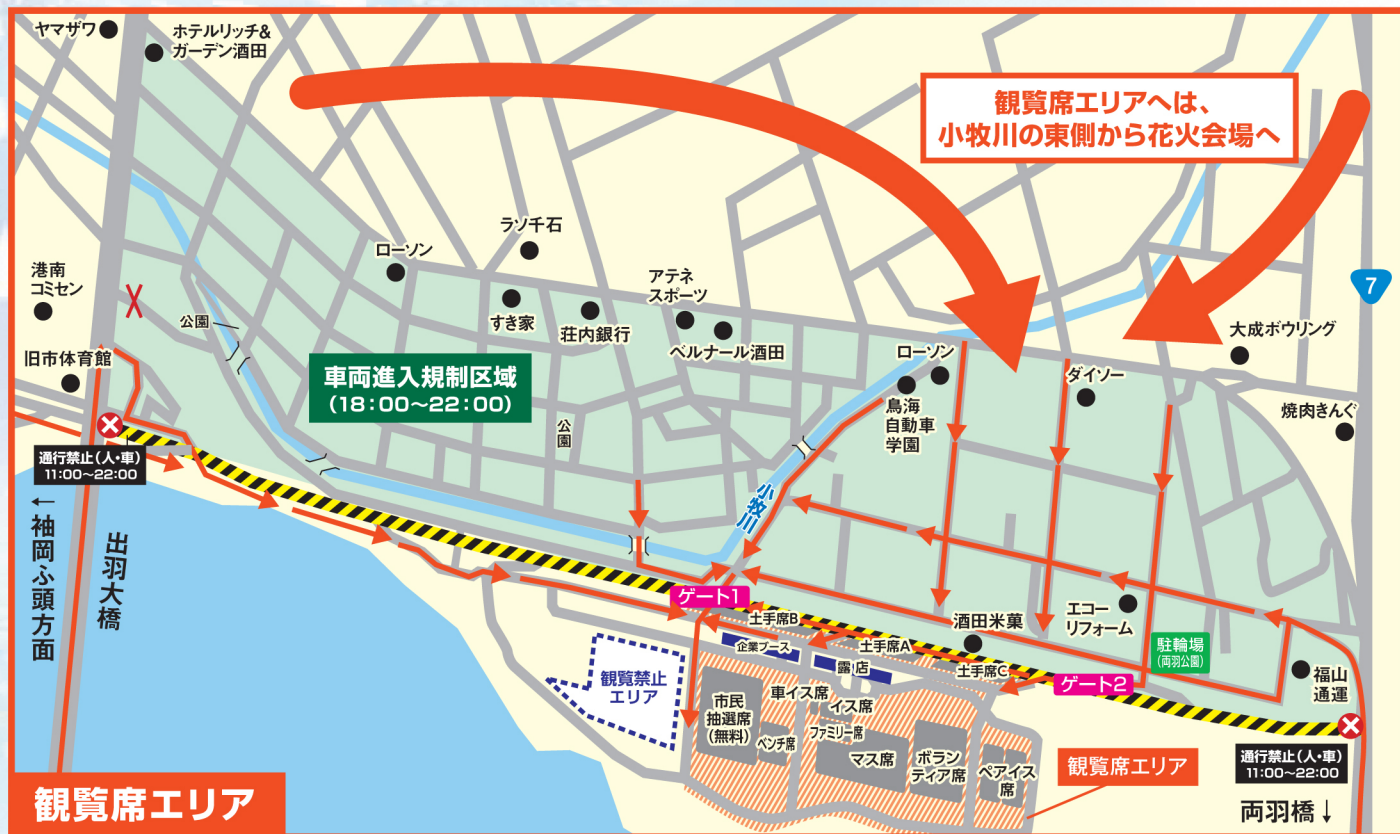 ヤマザワ
ホテルリッチ&
ガーデン酒田
観覧席エリアへは、
小牧川の東側から花火会場へ
ラソ千石
ローソン
アテネ
スポーツ
港南
コミセン
7
すき家
荘内銀行
ベルナール酒田
公園
大成ボウリング
旧市体育館
車両進入規制区域
(18:00~22:00)
ローソン
ダイソー
鳥海
自動車
学園
焼肉きんぐ
公園
通行禁止(人・車)
11:00~22:00
小牧川
←袖岡ふ頭方面
出羽大橋
ゲート1
土手席B
企業ブース
土手席A
露店
土手席C
酒田米菓
エコー
リフォーム
駐輪場
(両羽公園)
福山
通運
ゲート2
観覧禁止
エリア
市民
抽選席
(無料)
車イス席
イス席
ベンチ席
ファミリー席
マス席
ボラン
ティア席
ペアイス
席
観覧席エリア
通行禁止(人・車)
11:00~22:00
両羽橋↓
観覧席エリア